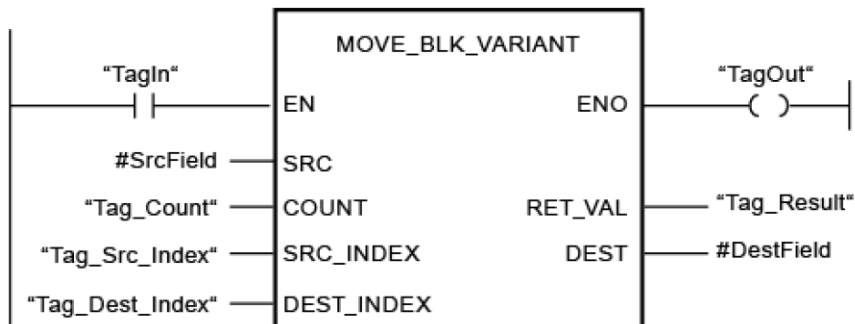 MOVE_BLK_VARIANT
“TagIn“ “TagOut“
EN ENO
#SrcField SRC
“Tag_Count“ COUNT RET_VAL “Tag_Result“
“Tag_Src_Index“ SRC_INDEX DEST #DestField
“Tag_Dest_Index“ DEST_INDEX